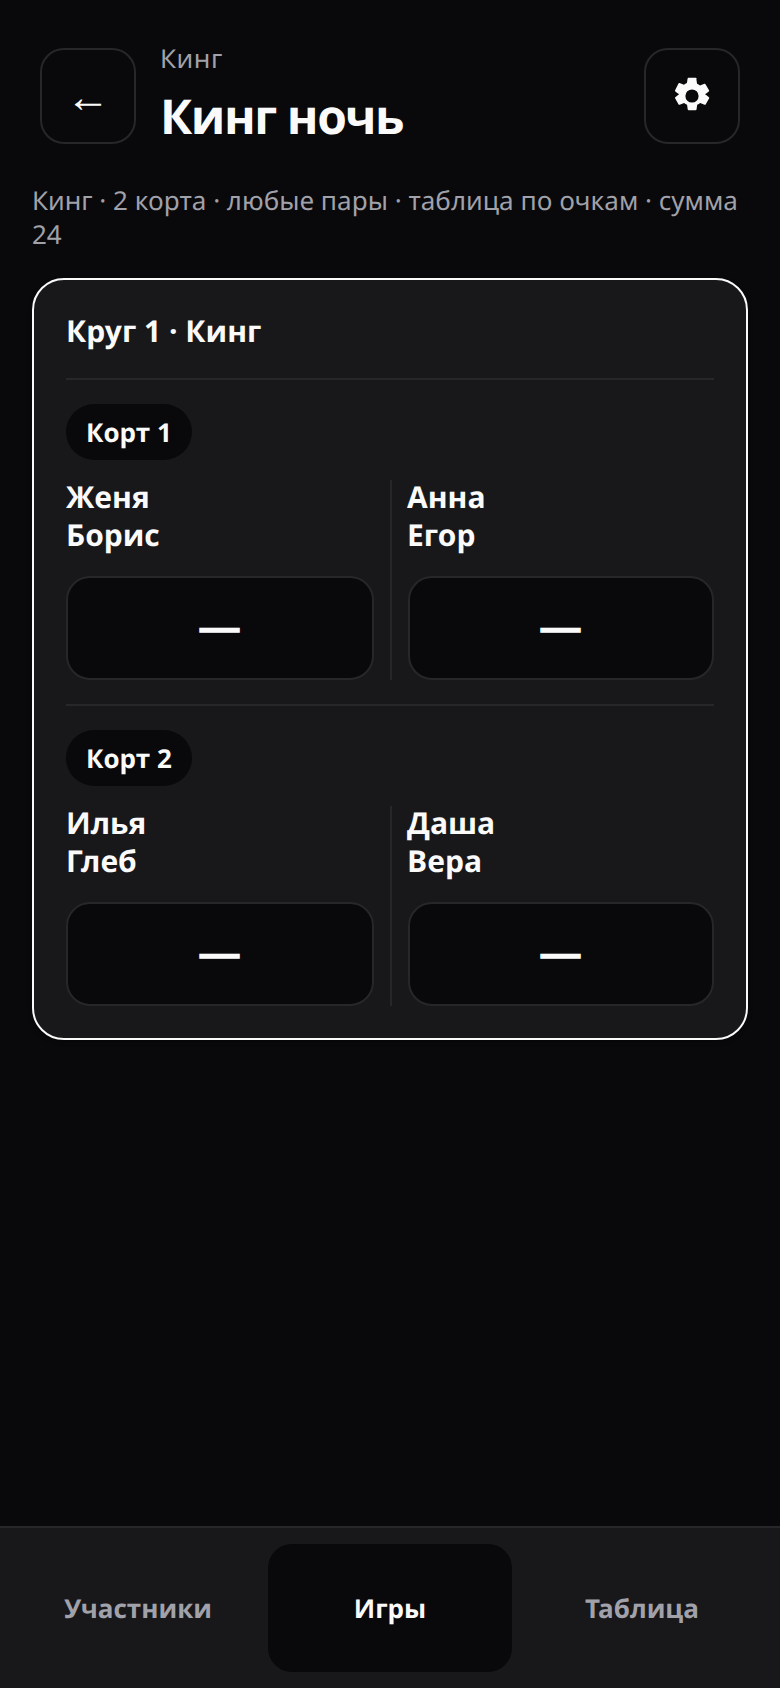 ←
Кинг
Кинг ночь
Кинг · 2 корта · любые пары · таблица по очкам · сумма
24
Круг 1 · Кинг
Корт 1
Женя
Борис
Анна
Егор
—
—
Корт 2
Илья
Глеб
Даша
Вера
—
—
Участники
Игры
Таблица